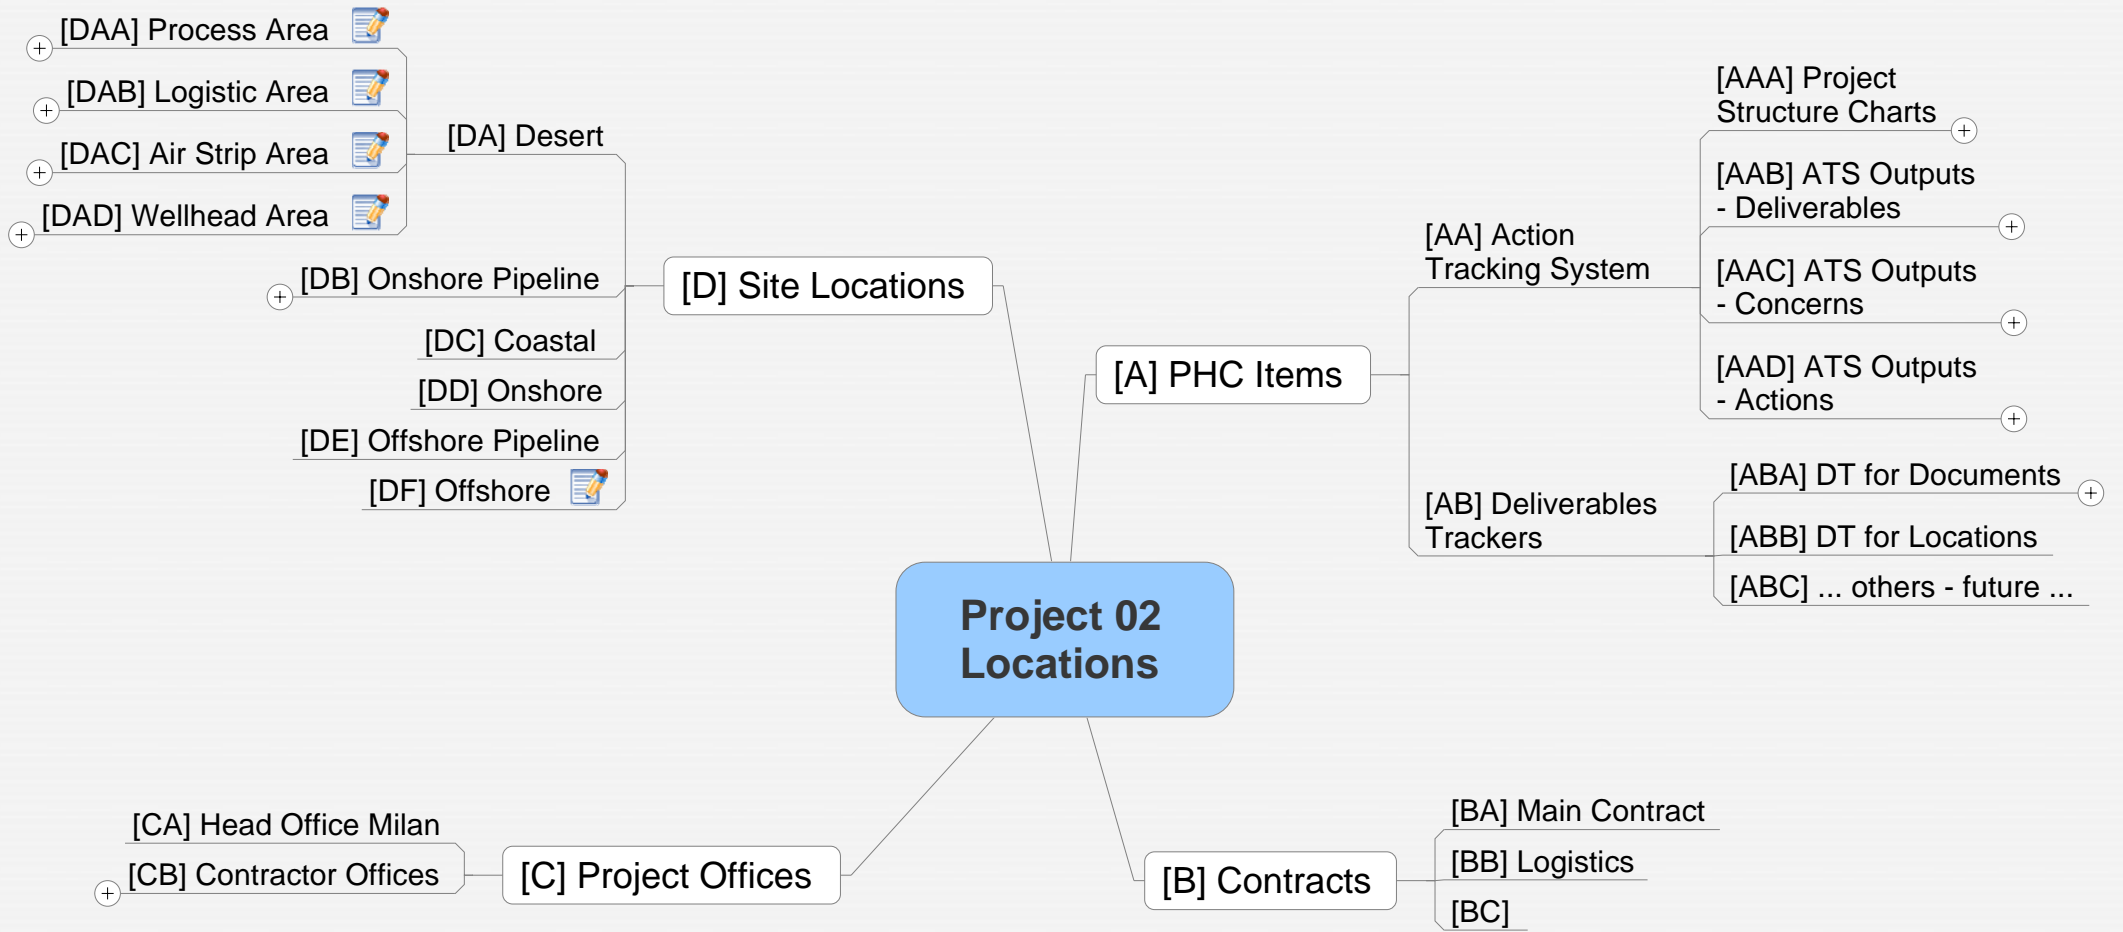 [DAA] Process Area
[DAB] Logistic Area
[DAC] Air Strip Area
[DAD] Wellhead Area
[DA] Desert
[DB] Onshore Pipeline
[DC] Coastal
[DD] Onshore
[DE] Offshore Pipeline
[DF] Offshore
[D] Site Locations
[A] PHC Items
[AA] Action
Tracking System
[AAA] Project
Structure Charts
[AAB] ATS Outputs
- Deliverables
[AAC] ATS Outputs
- Concerns
[AAD] ATS Outputs
- Actions
[AB] Deliverables
Trackers
[ABA] DT for Documents
[ABB] DT for Locations
[ABC] ... others - future ...
Project 02
Locations
[CA] Head Office Milan
[CB] Contractor Offices
[C] Project Offices
[B] Contracts
[BA] Main Contract
[BB] Logistics
[BC]